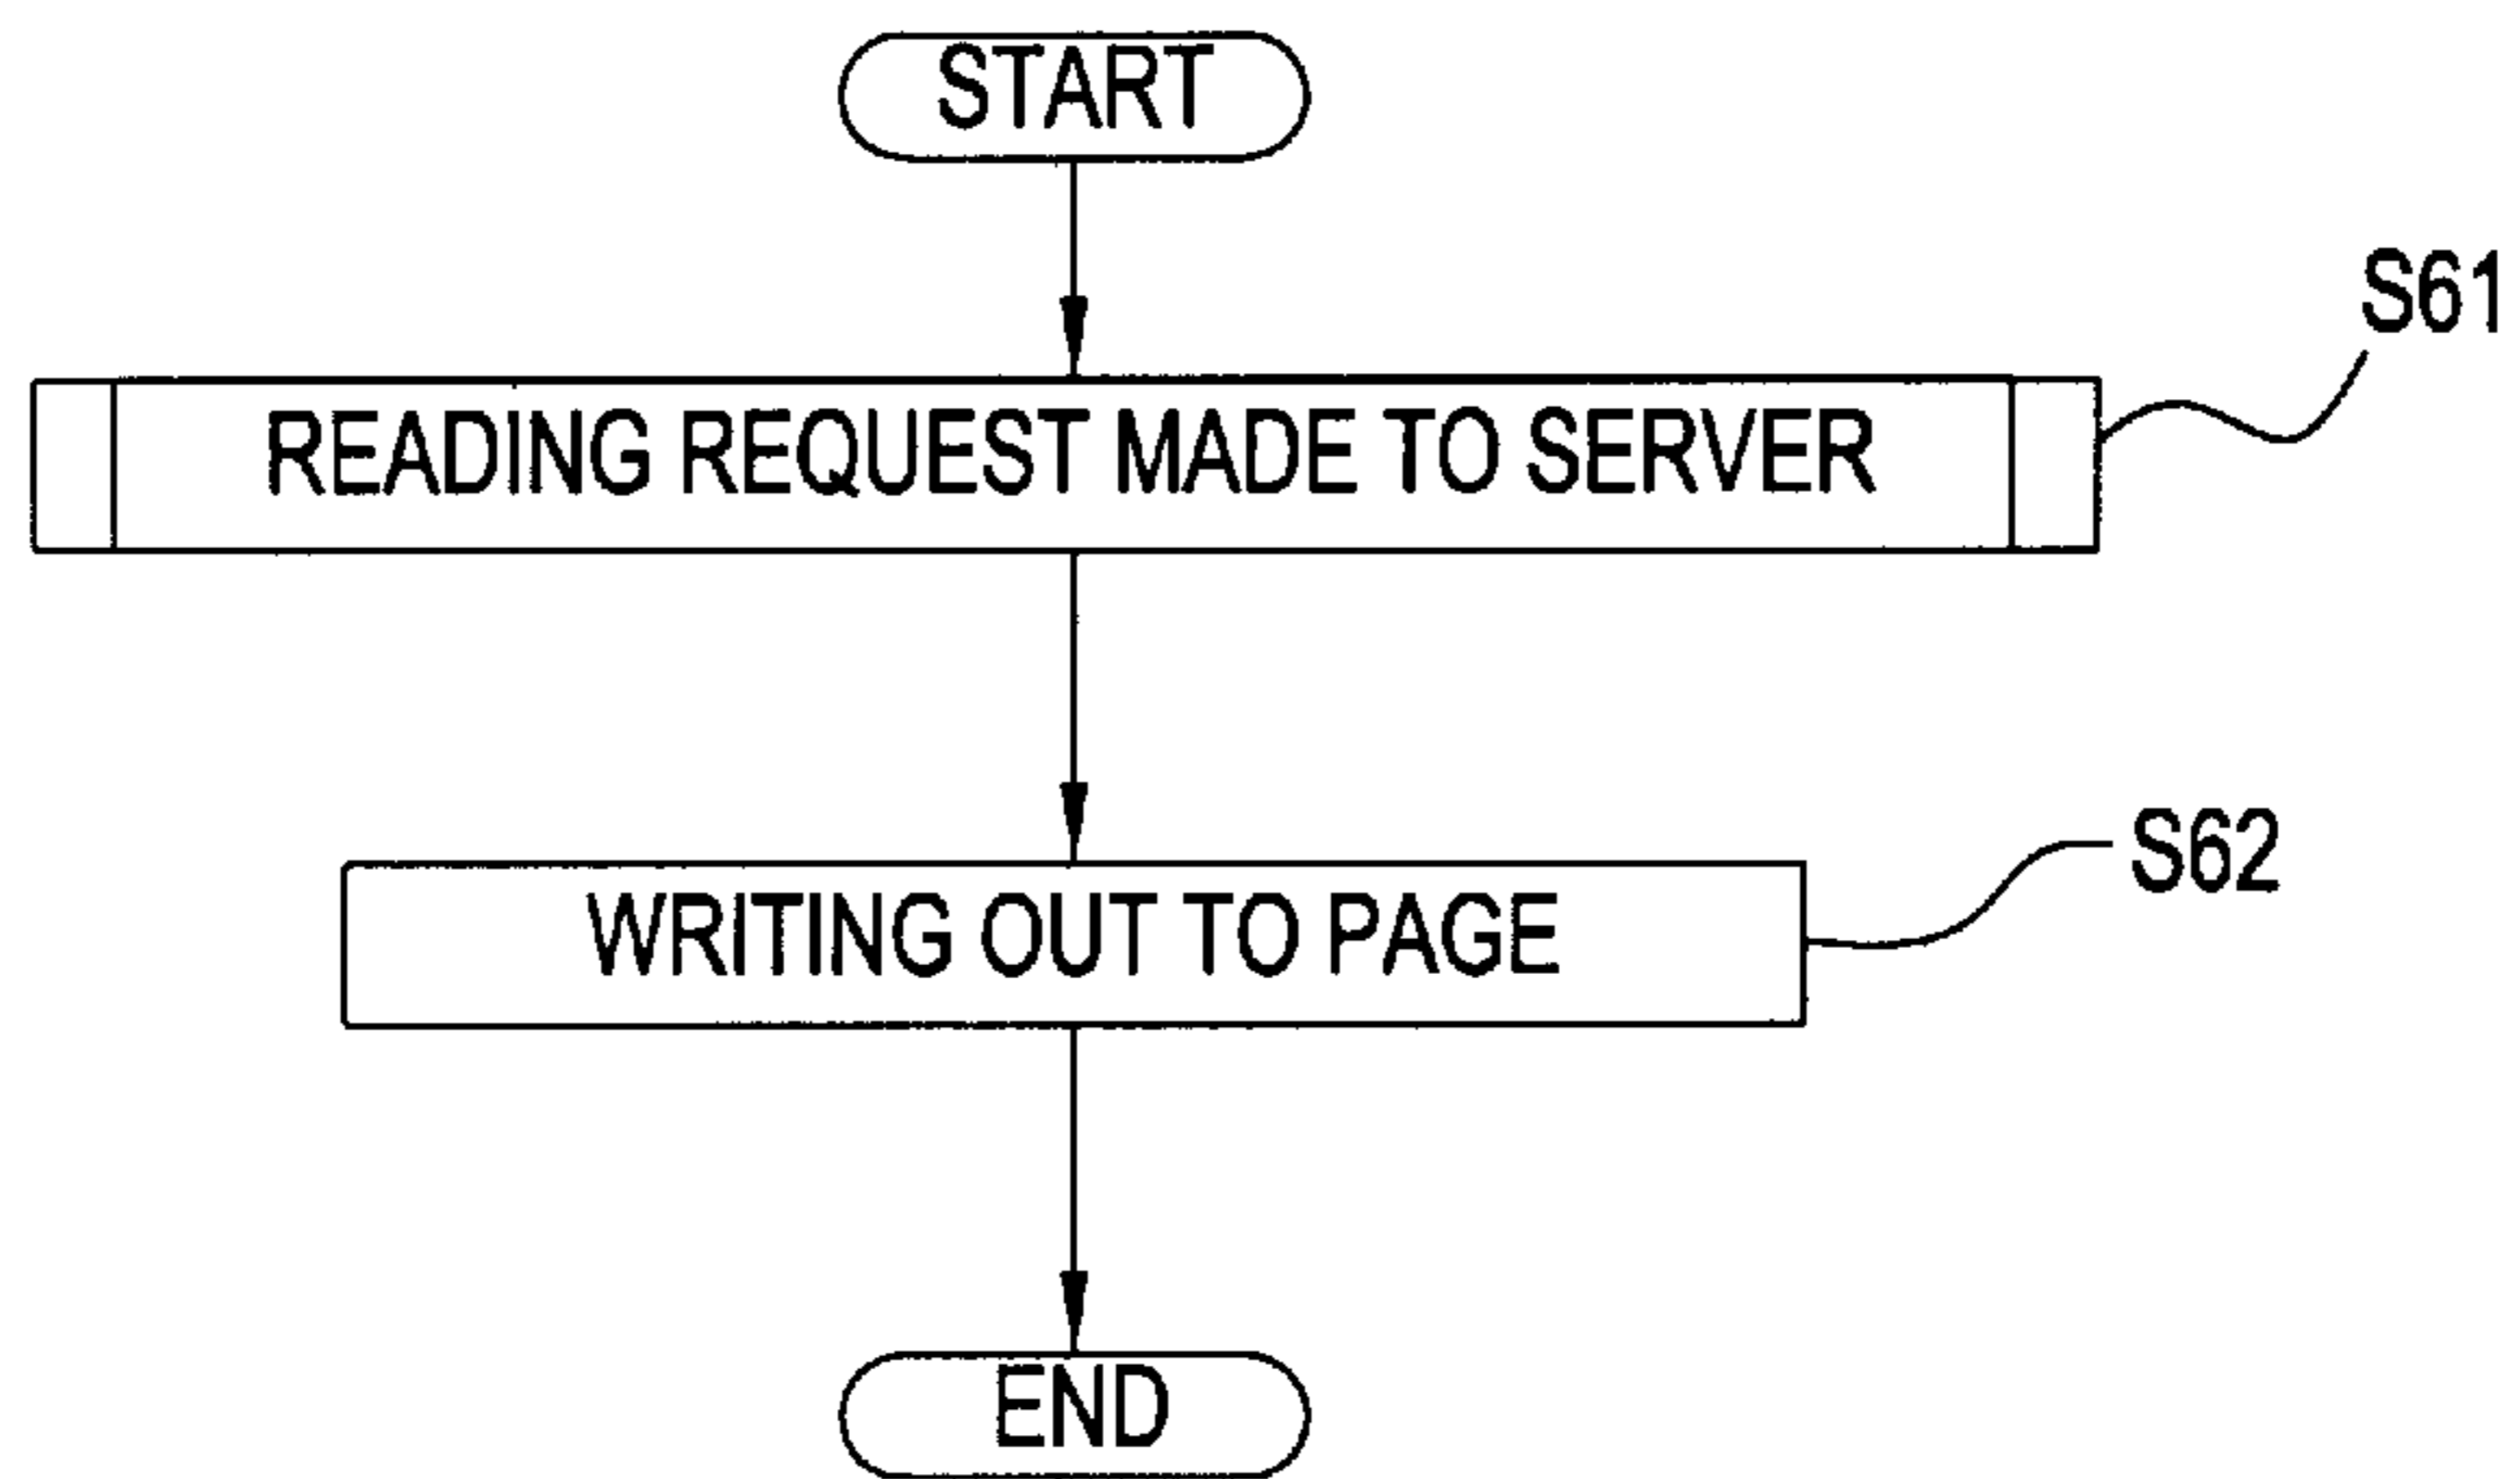 START
S61
READING REQUEST MADE TO SERVER
S62
WRITING OUT TO PAGE
END